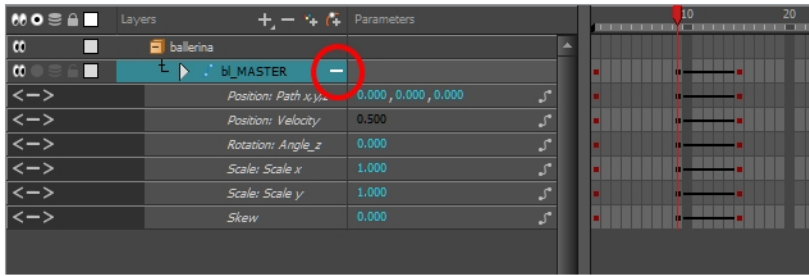 Layers Parameters 10 20
ballerina
bl_MASTER
Position: Path x,y,z 0.000 , 0.000 , 0.000
Position: Velocity 0.500
Rotation: Angle_z 0.000
Scale: Scale x 1.000
Scale: Scale y 1.000
Skew 0.000